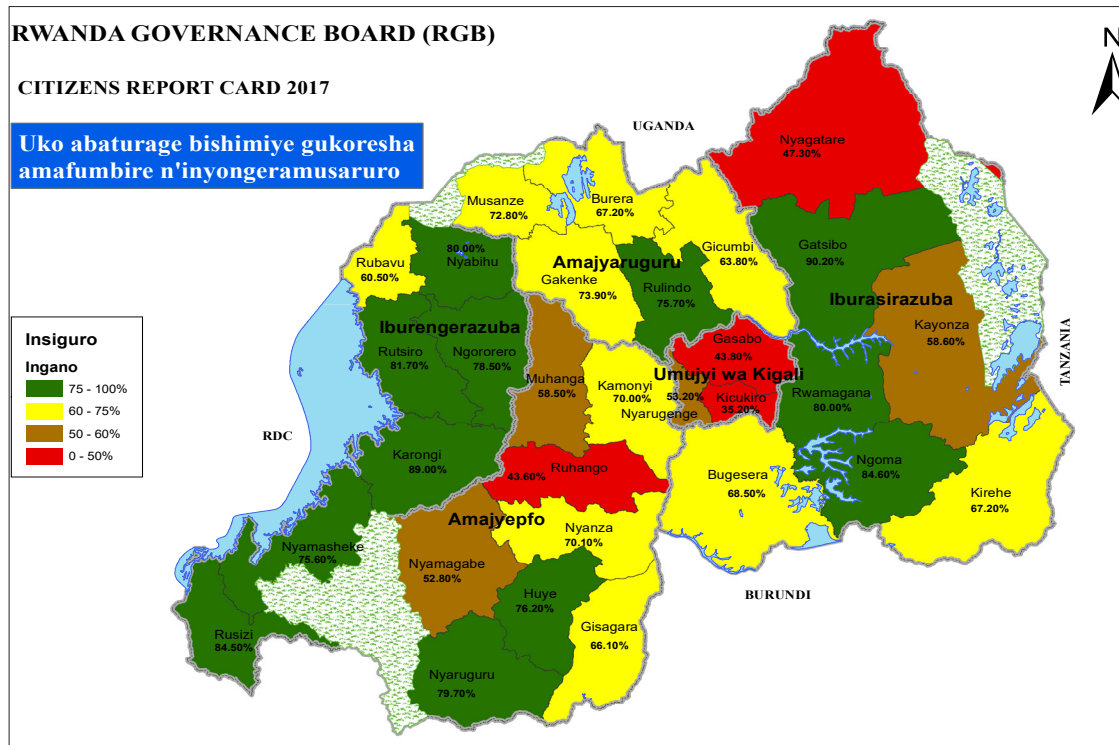 RWANDA GOVERNANCE BOARD (RGB)
CITIZENS REPORT CARD 2017
Uko abaturage bishimiye gukoresha
amafumbire n'inyongeramusaruro
N
UGANDA
Nyagatare
47.30%
Musanze
72.80%
Burera
67.20%
Gicumbi
63.80%
Gatsibo
90.20%
80.00%
Nyabihu
Rubavu
60.50%
Amajyaruguru
Gakenke
73.90%
Rulindo
75.70%
Iburasirazuba
Kayonza
58.60%
Iburengerazuba
Rutsiro
81.70%
Ngororero
78.50%
Gasabo
43.80%
Umujyi wa Kigali
Muhanga
58.50%
Kamonyi
70.00%
Nyarugenge
53.20%
Kicukiro
35.20%
Rwamagana
80.00%
TANZANIA
Insiguro
Ingano
75 - 100%
60 - 75%
50 - 60%
0 - 50%
RDC
Karongi
89.00%
Ruhango
43.60%
Bugesera
68.50%
Ngoma
84.60%
Kirehe
67.20%
Amajyepfo
Nyanza
70.10%
Nyamasheke
75.60%
Nyamagabe
52.80%
Huye
76.20%
BURUNDI
Gisagara
66.10%
Rusizi
84.50%
Nyaruguru
79.70%